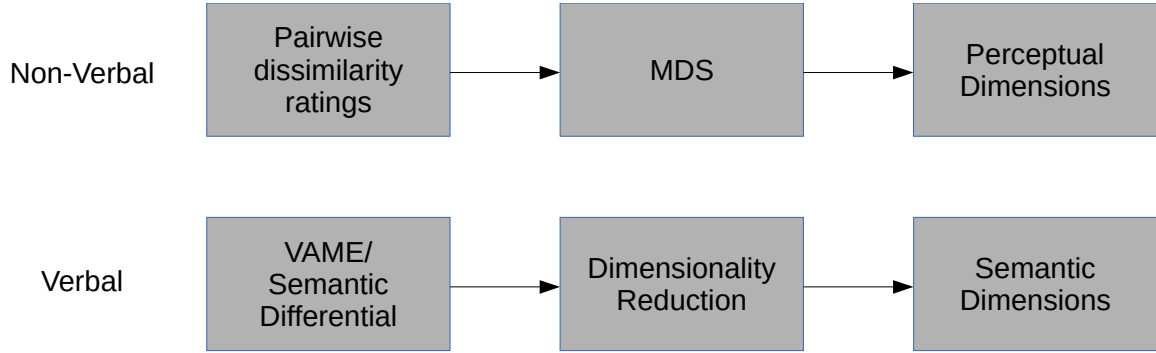 Non-Verbal
Pairwise
dissimilarity
ratings
MDS
Perceptual
Dimensions
Verbal
VAME/
Semantic
Differential
Dimensionality
Reduction
Semantic
Dimensions